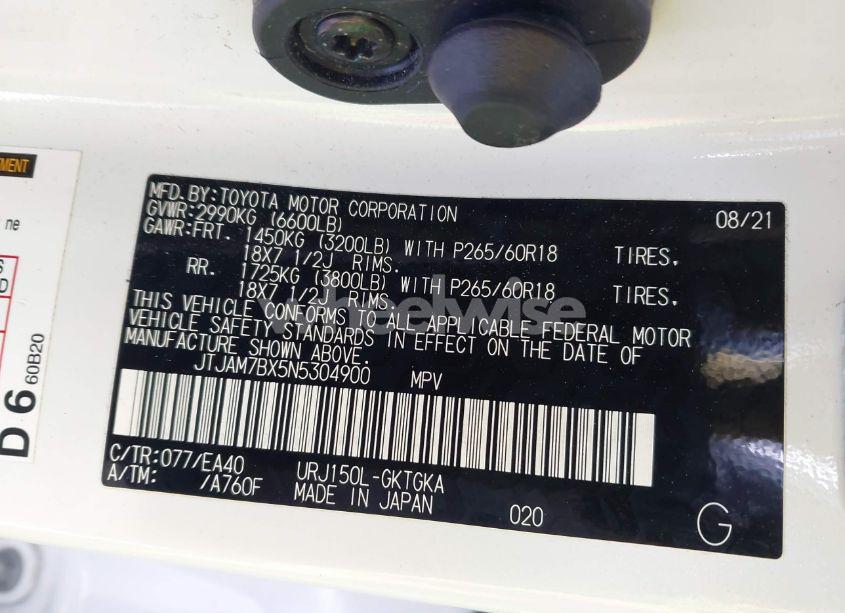 MFD.BY:TOYOTA MOTOR CORPORATION 08/21
GVWR:2990KG (6600LB)
GAWR:FRT. 1450KG (3200LB) WITH P265/60R18 TIRES,
18X7 1/2J RIMS.
RR. 1725KG (3800LB) WITH P265/60R18 TIRES,
18X7 1/2J RIMS.
THIS VEHICLE CONFORMS TO ALL APPLICABLE FEDERAL MOTOR
VEHICLE SAFETY STANDARDS IN EFFECT ON THE DATE OF
MANUFACTURE SHOWN ABOVE.
JTJAM7BX5N5304900 MPV
C/TR:077/EA40 URJ150L-GKTGKA
A/TM: /A760F MADE IN JAPAN 020
G
wheelwise
ne
D 6 60B20